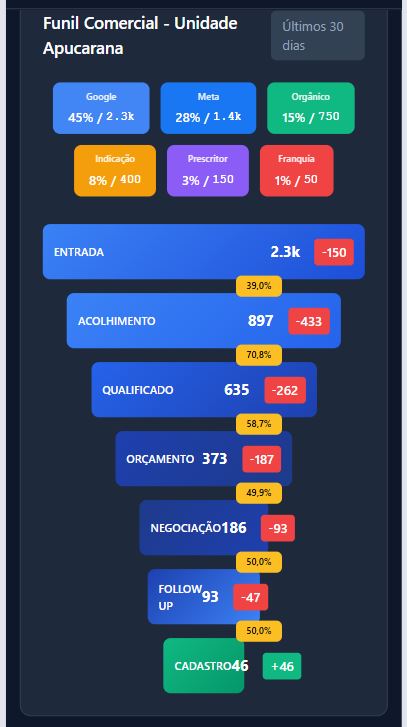 Funil Comercial - Unidade
Apucarana
Últimos 30
dias
Google
45% / 2.3k
Meta
28% / 1.4k
Orgânico
15% / 750
Indicação
8% / 400
Prescritor
3% / 150
Franquia
1% / 50
ENTRADA 2.3k -150
39,0%
ACOLHIMENTO 897 -433
70,8%
QUALIFICADO 635 -262
58,7%
ORÇAMENTO 373 -187
49,9%
NEGOCIAÇÃO 186 -93
50,0%
FOLLOW
UP
93 -47
50,0%
CADASTRO 46 +46